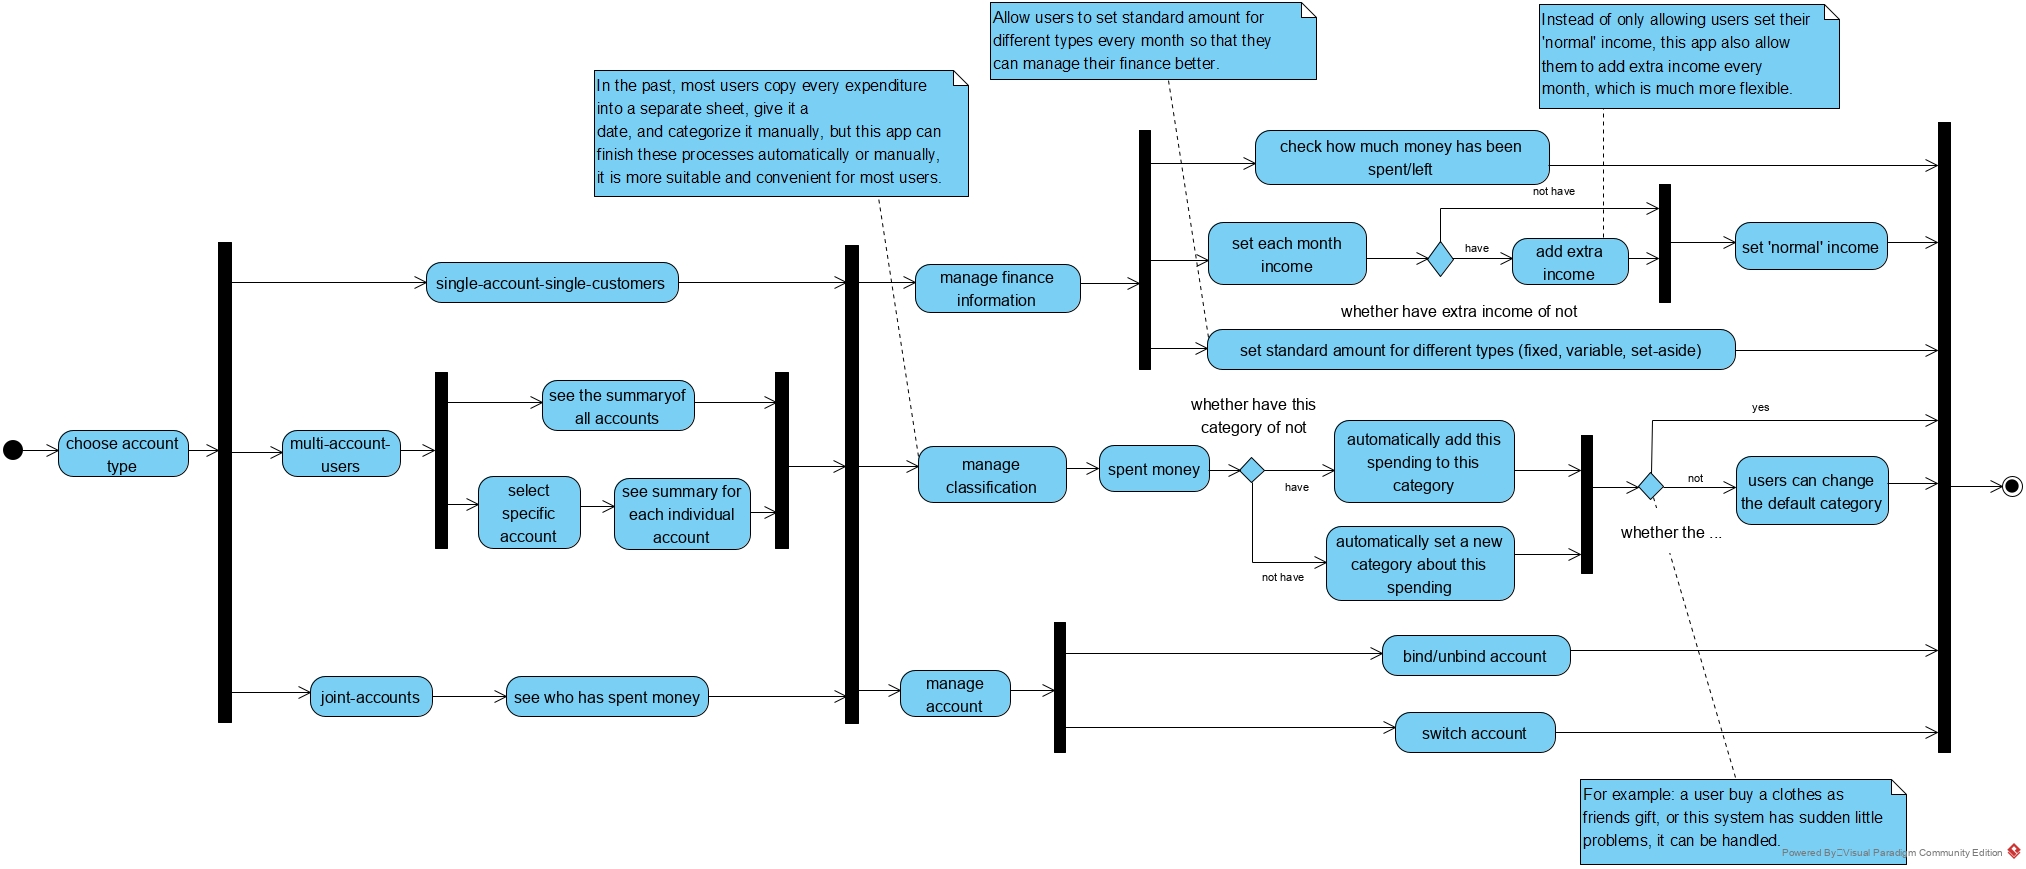 Allow users to set standard amount for
different types every month so that they
can manage their finance better.
Instead of only allowing users set their
'normal' income, this app also allow
them to add extra income every
month, which is much more flexible.
In the past, most users copy every expenditure
into a separate sheet, give it a
date, and categorize it manually, but this app can
finish these processes automatically or manually,
it is more suitable and convenient for most users.
check how much money has been
spent/left
not have
set each month
income
have
add extra
income
set 'normal' income
single-account-single-customers
manage finance
information
whether have extra income of not
set standard amount for different types (fixed, variable, set-aside)
see the summaryof
all accounts
whether have this
category of not
yes
choose account
type
multi-account-
users
manage
classification
spent money
have
automatically add this
spending to this
category
not
users can change
the default category
select
specific
account
see summary for
each individual
account
whether the ...
not have
automatically set a new
category about this
spending
bind/unbind account
joint-accounts
see who has spent money
manage
account
switch account
For example: a user buy a clothes as
friends gift, or this system has sudden little
problems, it can be handled.
Powered By Visual Paradigm Community Edition